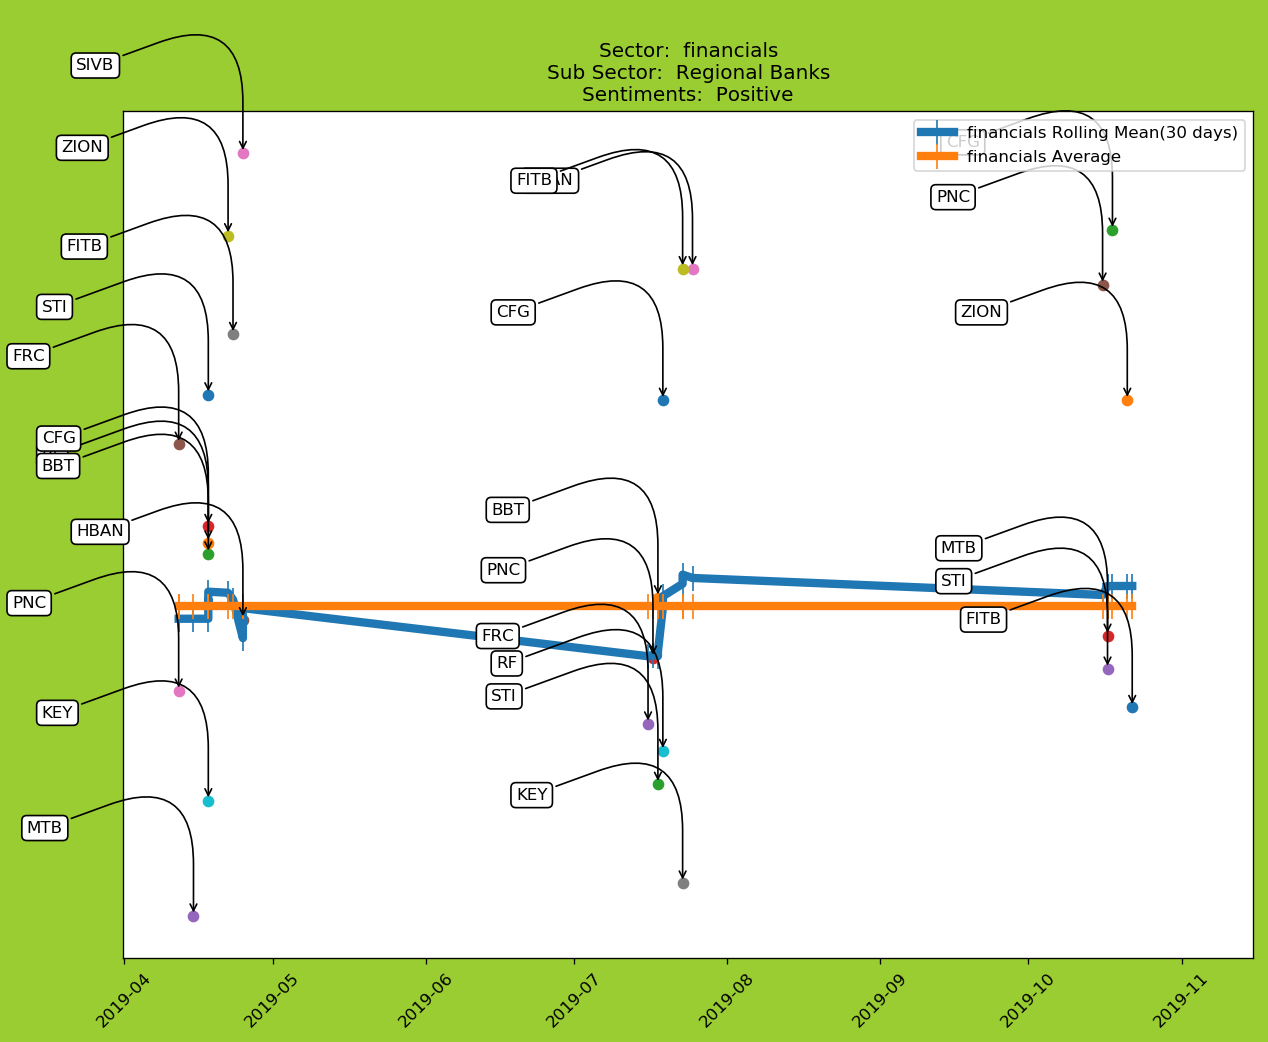 Sector:  financials
Sub Sector:  Regional Banks
Sentiments:  Positive
financials Rolling Mean(30 days)
financials Average
SIVB
ZION
FITB
STI
FRC
CFG
BBT
HBAN
PNC
KEY
MTB
FITB
CFG
BBT
PNC
FRC
RF
STI
KEY
CFG
PNC
ZION
MTB
STI
FITB
2019-04
2019-05
2019-06
2019-07
2019-08
2019-09
2019-10
2019-11